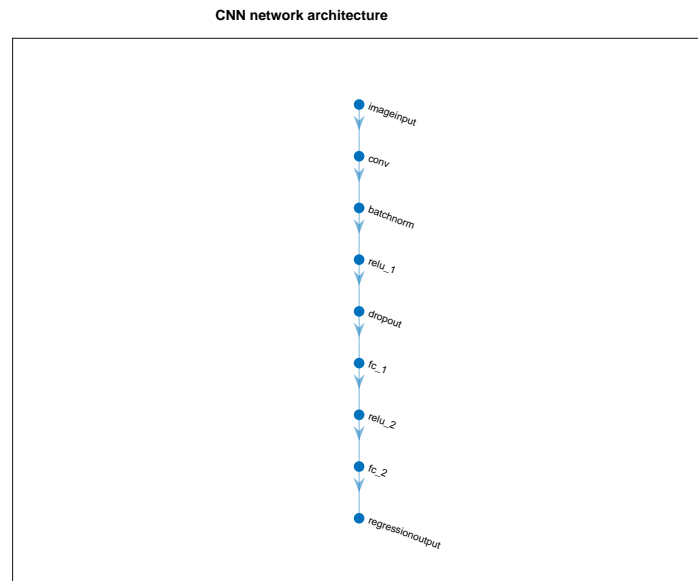 CNN network architecture
imageinput
conv
batchnorm
relu_1
dropout
fc_1
relu_2
fc_2
regressionoutput